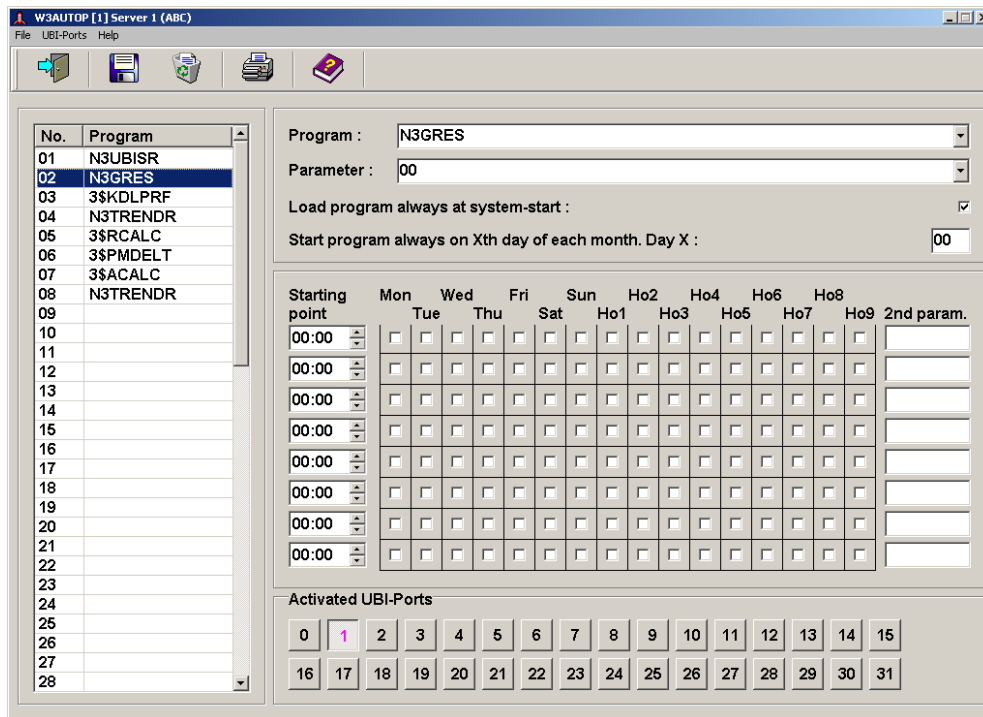 W3AUTOP [1] Server 1 (ABC)
File UBI-Ports Help
No. Program
01 N3UBISR
02 N3GRES
03 3$KDLPRF
04 N3TRENDR
05 3$RCALC
06 3$PMDELT
07 3$ACALC
08 N3TRENDR
09
10
11
12
13
14
15
16
17
18
19
20
21
22
23
24
25
26
27
28
Program : N3GRES
Parameter : 00
Load program always at system-start :
Start program always on Xth day of each month. Day X : 00
Starting Mon Wed Fri Sun Ho2 Ho4 Ho6 Ho8
point Tue Thu Sat Ho1 Ho3 Ho5 Ho7 Ho9 2nd param.
00:00
00:00
00:00
00:00
00:00
00:00
00:00
00:00
Activated UBI-Ports
0 1 2 3 4 5 6 7 8 9 10 11 12 13 14 15
16 17 18 19 20 21 22 23 24 25 26 27 28 29 30 31